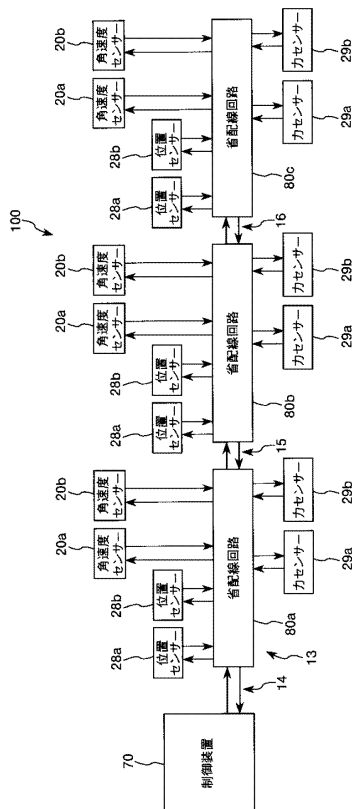 100
70
制御装置
14
13
28a
位置
センサー
28b
位置
センサー
20a
角速度
センサー
20b
角速度
センサー
省配線回路
80a
29a
力センサー
29b
力センサー
15
28a
位置
センサー
28b
位置
センサー
20a
角速度
センサー
20b
角速度
センサー
省配線回路
80b
29a
力センサー
29b
力センサー
16
28a
位置
センサー
28b
位置
センサー
20a
角速度
センサー
20b
角速度
センサー
省配線回路
80c
29a
力センサー
29b
力センサー